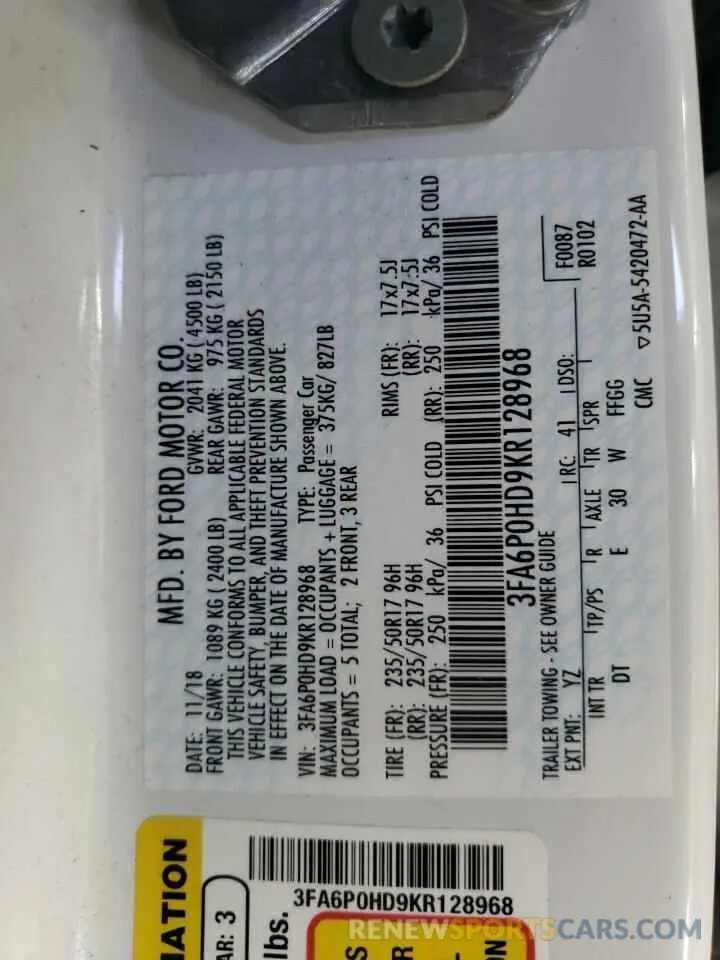 MFD. BY FORD MOTOR CO.
DATE: 11/18 GVWR: 2041 KG ( 4500 LB)
FRONT GAWR: 1089 KG ( 2400 LB) REAR GAWR: 975 KG ( 2150 LB)
THIS VEHICLE CONFORMS TO ALL APPLICABLE FEDERAL MOTOR
VEHICLE SAFETY, BUMPER, AND THEFT PREVENTION STANDARDS
IN EFFECT ON THE DATE OF MANUFACTURE SHOWN ABOVE.
VIN: 3FA6P0HD9KR128968 TYPE: Passenger Car
MAXIMUM LOAD = OCCUPANTS + LUGGAGE = 375KG/ 827LB
OCCUPANTS = 5 TOTAL; 2 FRONT, 3 REAR
TIRE (FR): 235/50R17 96H RIMS (FR): 17x7.5J
(RR): 235/50R17 96H (RR): 17x7.5J
PRESSURE (FR): 250 kPa/ 36 PSI COLD (RR): 250 kPa/ 36 PSI COLD
3FA6P0HD9KR128968
TRAILER TOWING - SEE OWNER GUIDE F0087
EXT PNT: YZ RC: 41 DSO: R0102
INT TR TP/PS R AXLE TR SPR
DT E 30 W FFGG
CMC ▽5U5A-5420472-AA
MATION
AR: 3
lbs.
3FA6P0HD9KR128968
RENEWSPORTSCARS.COM